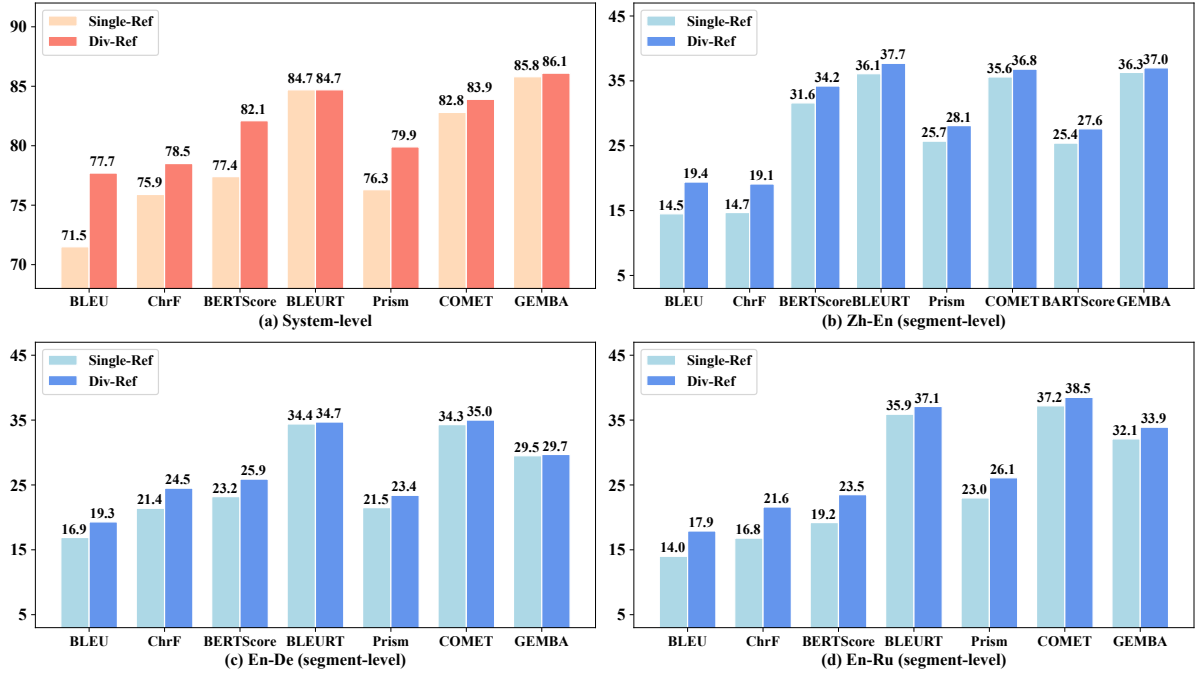 90
85
80
75
70
Single-Ref
Div-Ref
71.5 77.7 75.9 78.5 77.4 82.1 84.7 84.7 76.3 79.9 82.8 83.9 85.8 86.1
BLEU ChrF BERTScore BLEURT Prism COMET GEMBA
(a) System-level
45
35
25
15
5
Single-Ref
Div-Ref
14.5 19.4 14.7 19.1 31.6 34.2 36.1 37.7 25.7 28.1 35.6 36.8 25.4 27.6 36.3 37.0
BLEU ChrF BERTScore BLEURT Prism COMET BARTScore GEMBA
(b) Zh-En (segment-level)
45
35
25
15
5
Single-Ref
Div-Ref
16.9 19.3 21.4 24.5 23.2 25.9 34.4 34.7 21.5 23.4 34.3 35.0 29.5 29.7
BLEU ChrF BERTScore BLEURT Prism COMET GEMBA
(c) En-De (segment-level)
45
35
25
15
5
Single-Ref
Div-Ref
14.0 17.9 16.8 21.6 19.2 23.5 35.9 37.1 23.0 26.1 37.2 38.5 32.1 33.9
BLEU ChrF BERTScore BLEURT Prism COMET GEMBA
(d) En-Ru (segment-level)